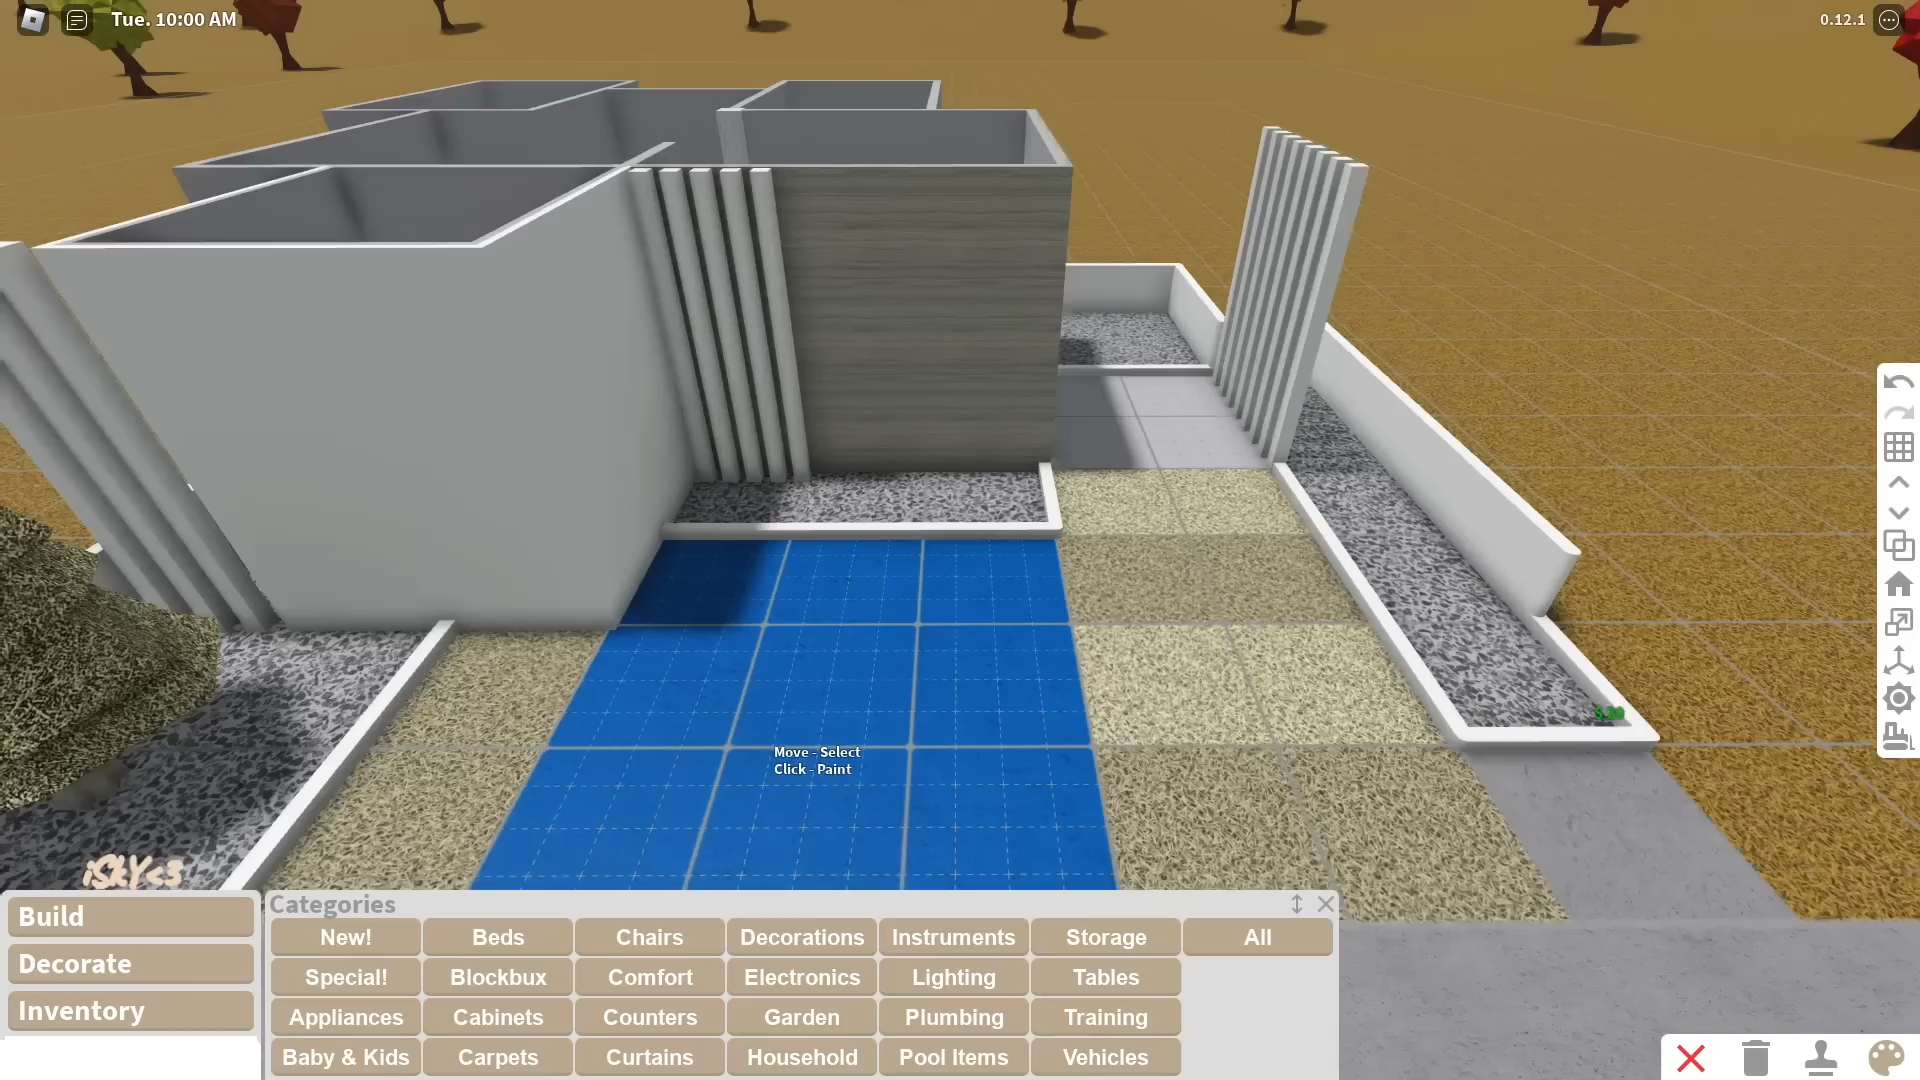 Tue. 10:00 AM
0.12.1
Move - Select
Click - Paint
iSkY<3
Build
Decorate
Inventory
Categories
New! Beds Chairs Decorations Instruments Storage All
Special! Blockbux Comfort Electronics Lighting Tables
Appliances Cabinets Counters Garden Plumbing Training
Baby & Kids Carpets Curtains Household Pool Items Vehicles